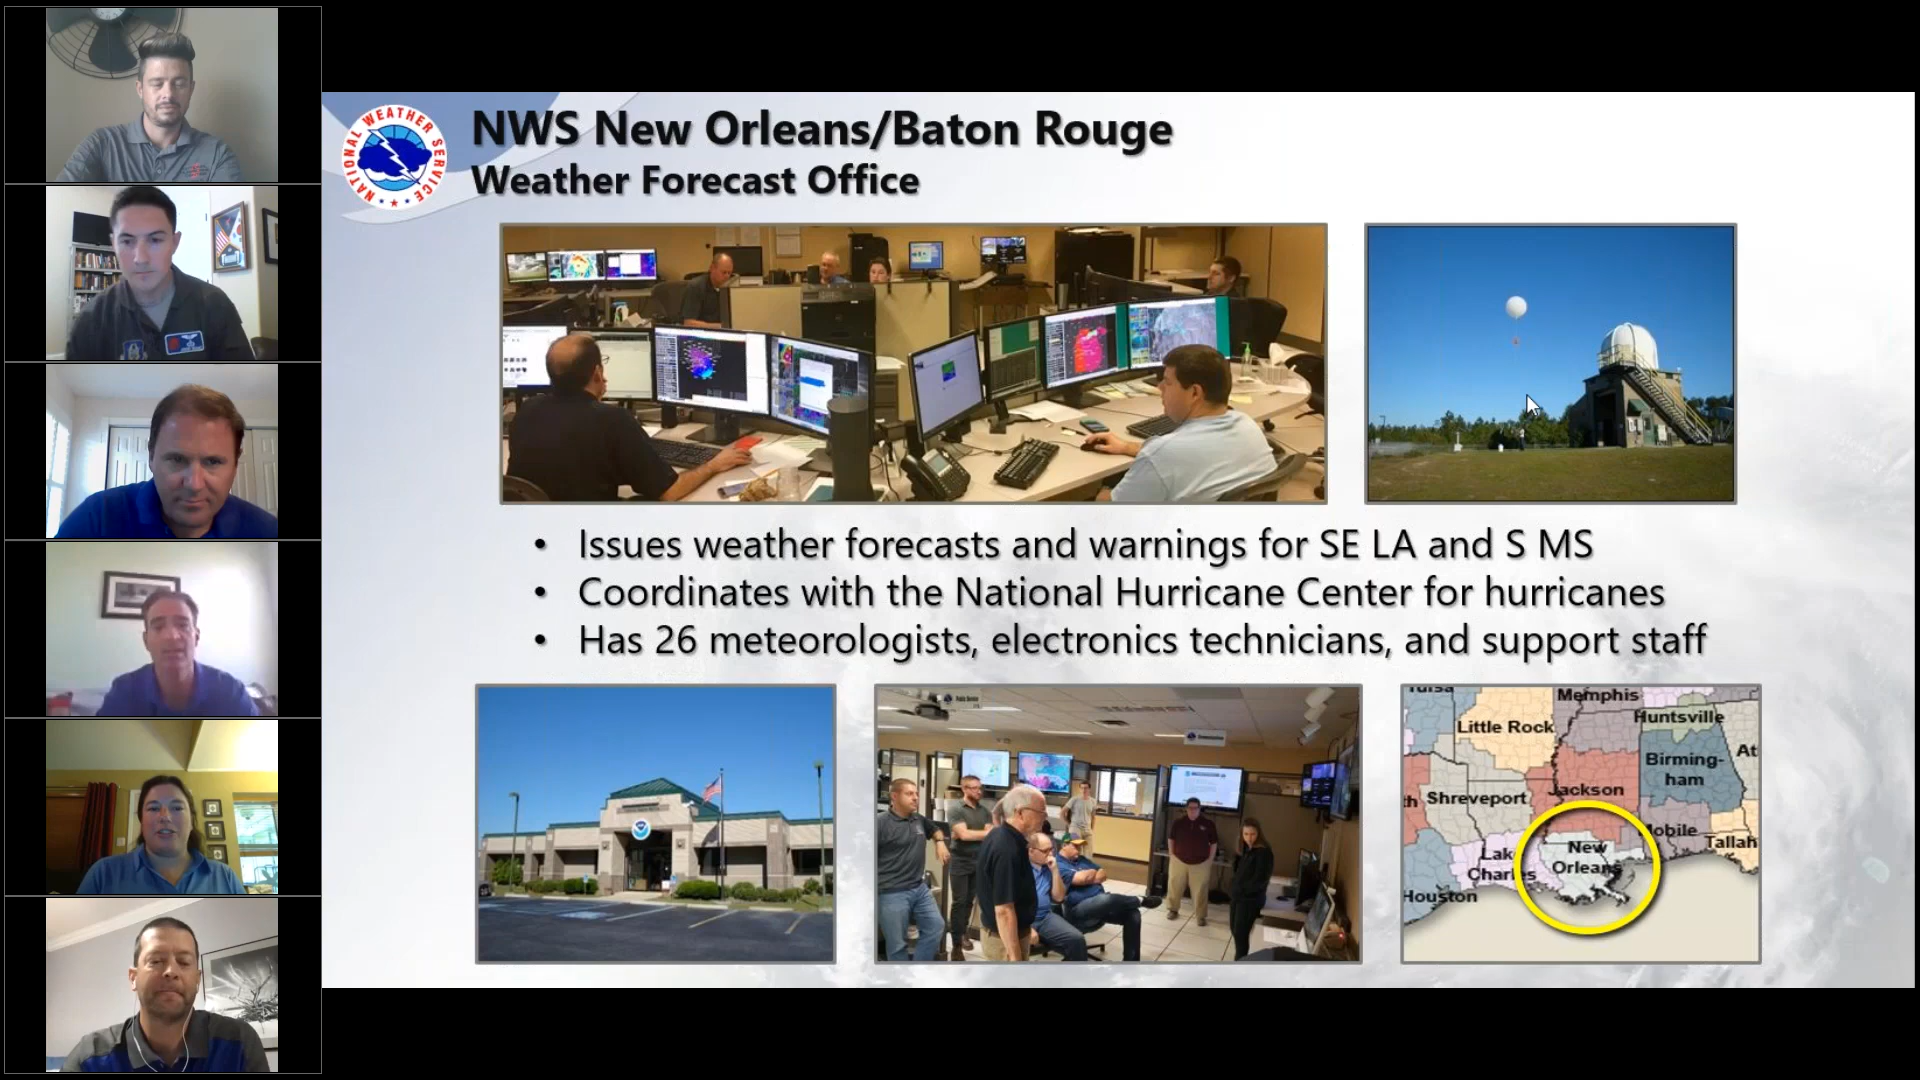 NATIONAL WEATHER SERVICE
NWS New Orleans/Baton Rouge
Weather Forecast Office
• Issues weather forecasts and warnings for SE LA and S MS
• Coordinates with the National Hurricane Center for hurricanes
• Has 26 meteorologists, electronics technicians, and support staff
Tulsa
Memphis
Little Rock
Huntsville
At
Birming-
ham
Jackson
th
Shreveport
Mobile
Tallah
New
Orleans
Lake
Charles
Houston